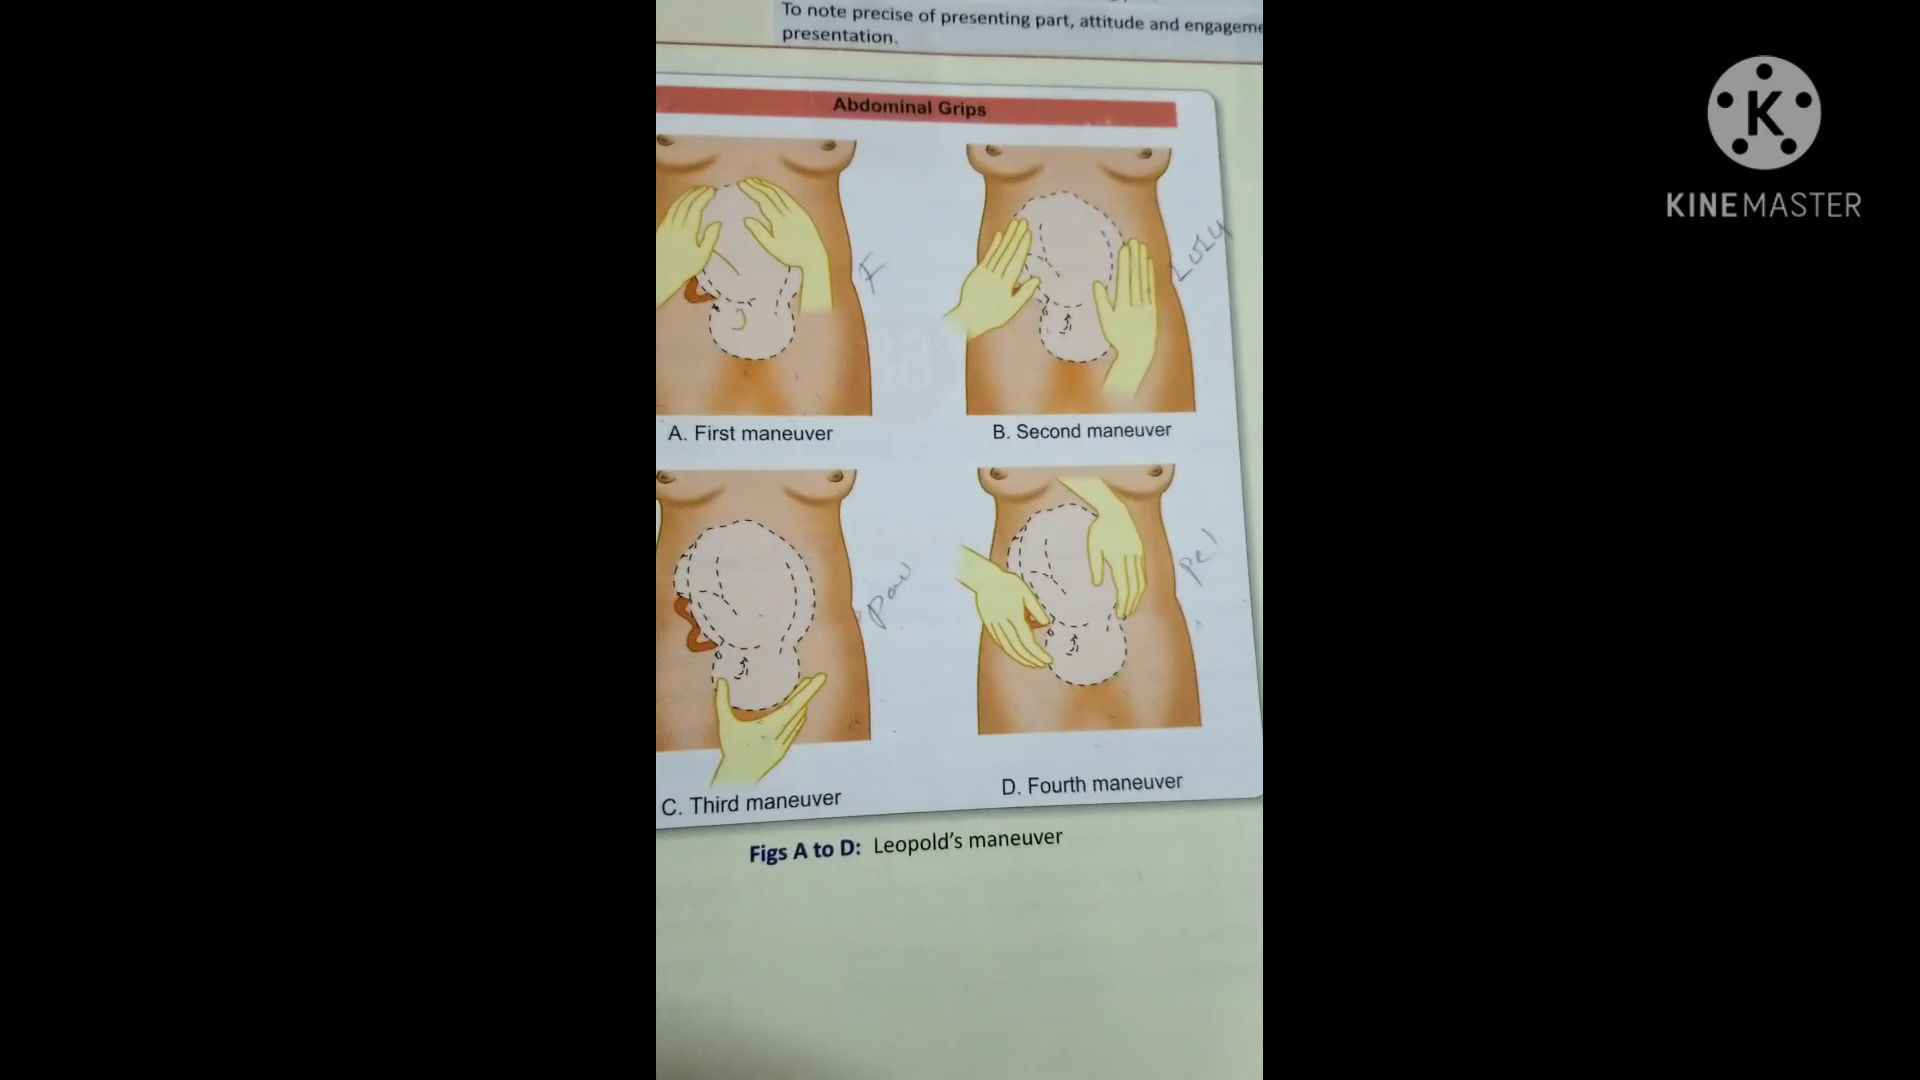 To note precise of presenting part, attitude and engageme
presentation.
Abdominal Grips
F
A. First maneuver
B. Second maneuver
Pel
C. Third maneuver
D. Fourth maneuver
Figs A to D: Leopold's maneuver
K
KINEMASTER